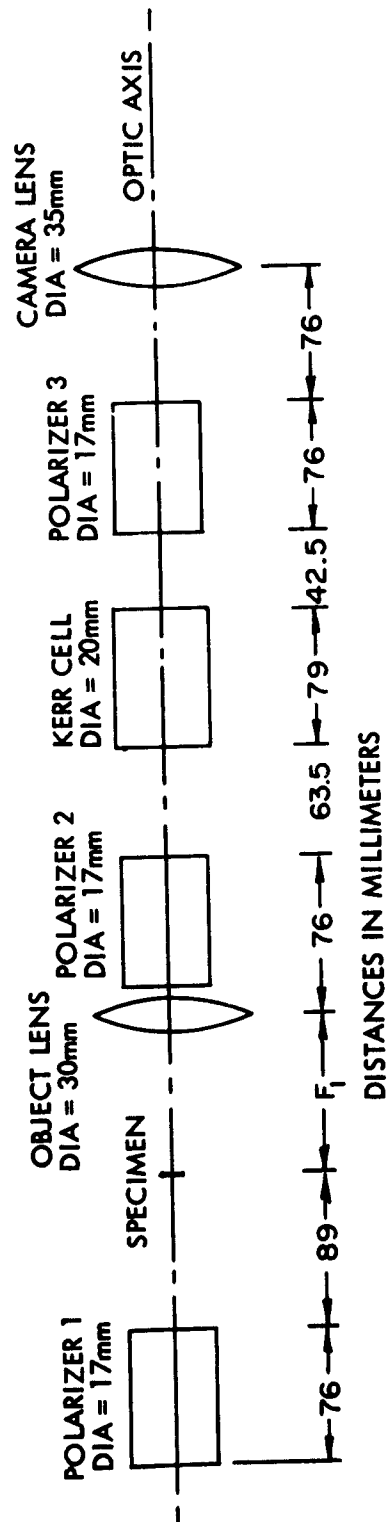 POLARIZER 1
DIA = 17mm
SPECIMEN
OBJECT LENS
DIA = 30mm
POLARIZER 2
DIA = 17mm
KERR CELL
DIA = 20mm
POLARIZER 3
DIA = 17mm
CAMERA LENS
DIA = 35mm
OPTIC AXIS
76
89
F1
76
63.5
79
42.5
76
76
DISTANCES IN MILLIMETERS